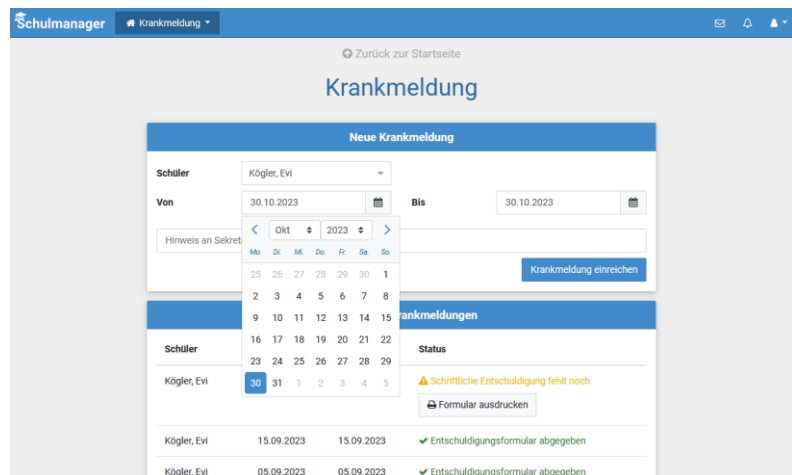 Schulmanager Krankmeldung
Zurück zur Startseite
Krankmeldung
Neue Krankmeldung
Schüler Kögler, Evi
Von 30.10.2023 Bis 30.10.2023
Okt 2023
Hinweis an Sekret
Mo. Di. Mi. Do. Fr. Sa. So.
25 26 27 28 29 30 1
Krankmeldung einreichen
2 3 4 5 6 7 8
9 10 11 12 13 14 15
rankmeldungen
16 17 18 19 20 21 22
Schüler Status
23 24 25 26 27 28 29
Kögler, Evi 30 31 1 2 3 4 5 Schriftliche Entschuldigung fehlt noch
Formular ausdrucken
Kögler, Evi 15.09.2023 15.09.2023 Entschuldigungsformular abgegeben
Kögler, Evi 05.09.2023 05.09.2023 Entschuldigungsformular abgegeben